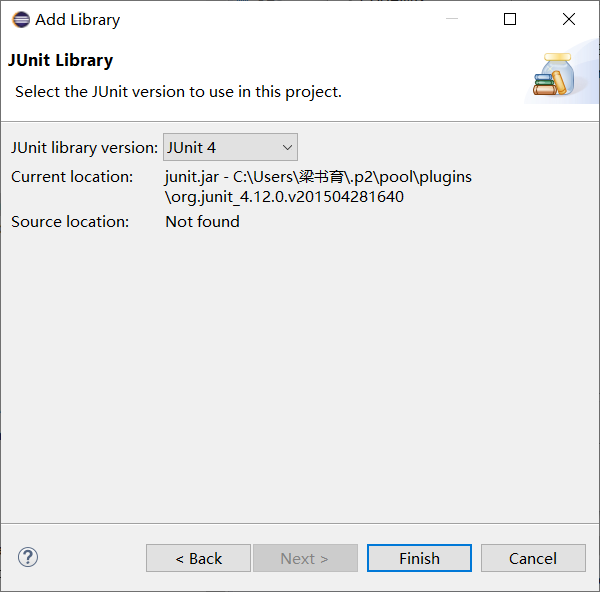 Add Library
JUnit Library
Select the JUnit version to use in this project.
JUnit library version: JUnit 4
Current location: junit.jar - C:\Users\梁书育\.p2\pool\plugins
\org.junit_4.12.0.v201504281640
Source location: Not found
? < Back Next > Finish Cancel